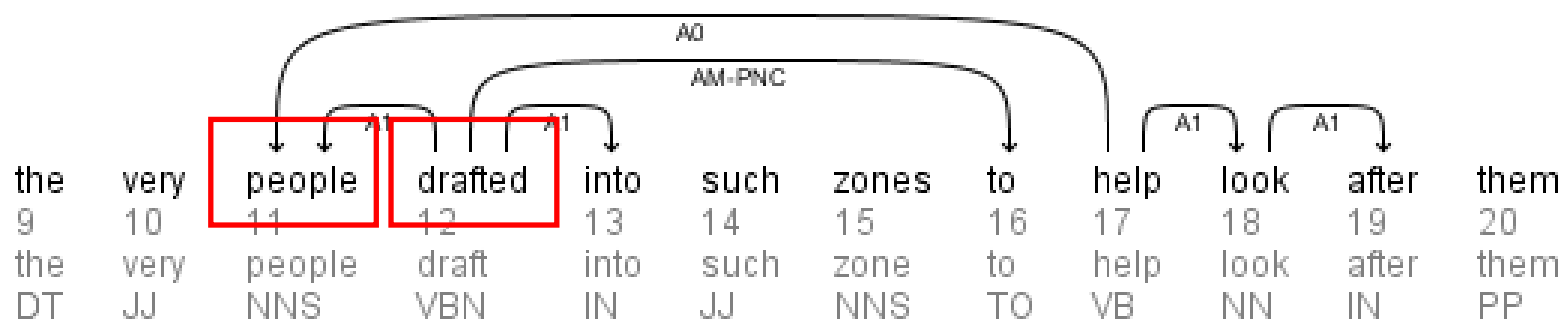 A0
AM-PNC
A1 A1 A1 A1
the very people drafted into such zones to help look after them
9 10 11 12 13 14 15 16 17 18 19 20
the very people draft into such zone to help look after them
DT JJ NNS VBN IN JJ NNS TO VB NN IN PP